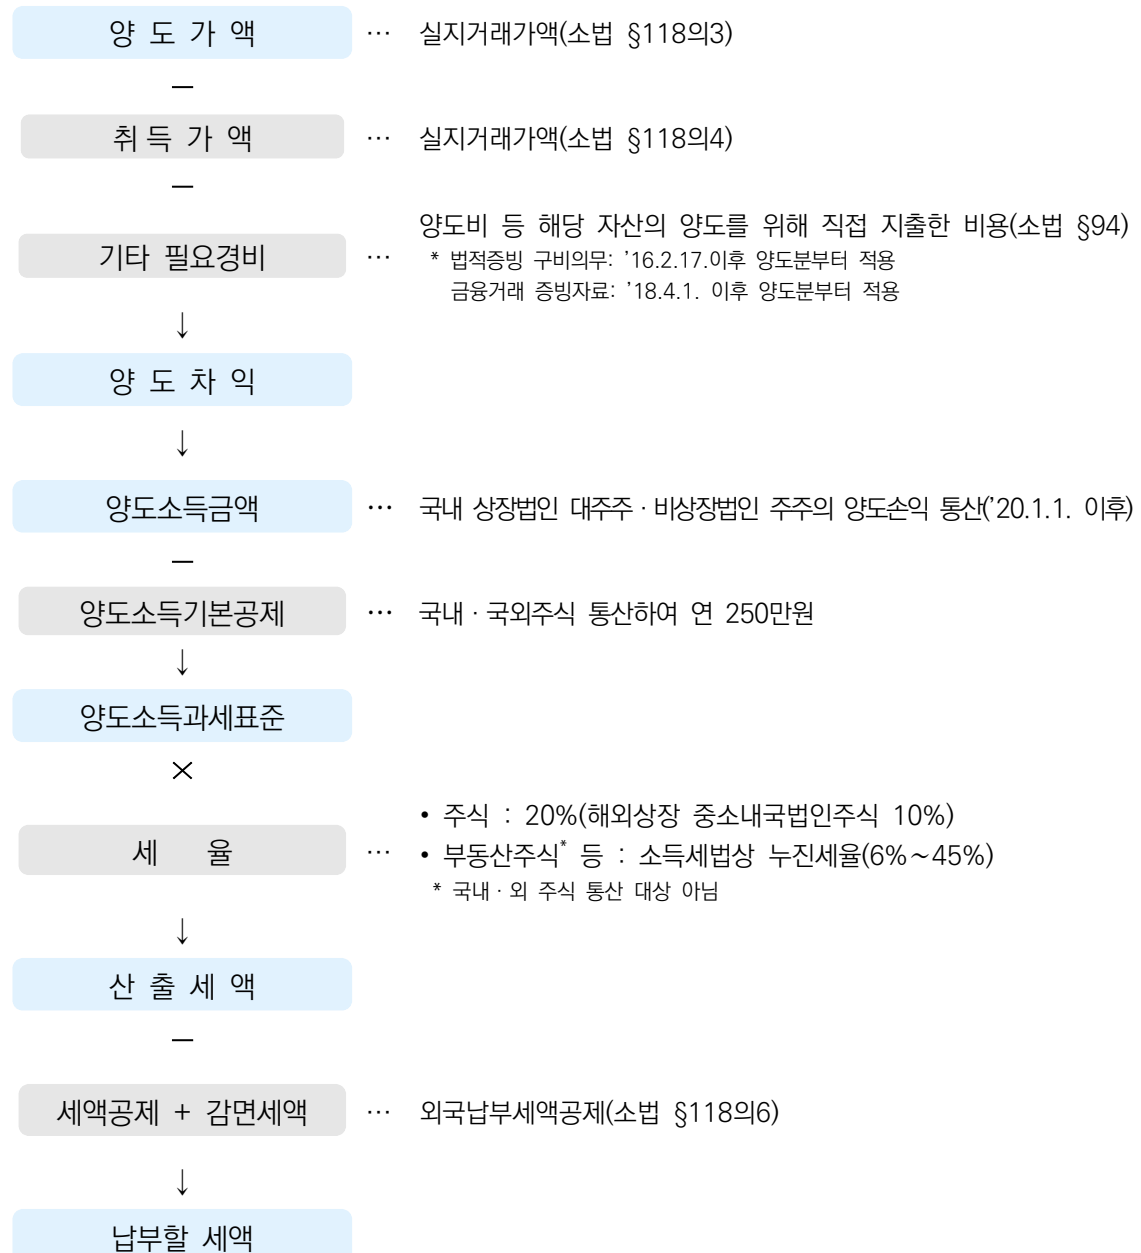 양 도 가 액 … 실지거래가액(소법 §118의3)
－
취 득 가 액 … 실지거래가액(소법 §118의4)
－
양도비 등 해당 자산의 양도를 위해 직접 지출한 비용(소법 §94)
기타 필요경비 … * 법적증빙 구비의무: ’16.2.17.이후 양도분부터 적용
금융거래 증빙자료: ’18.4.1. 이후 양도분부터 적용
↓
양 도 차 익
↓
양도소득금액 … 국내 상장법인 대주주·비상장법인 주주의 양도손익 통산(’20.1.1. 이후)
－
양도소득기본공제 … 국내·국외주식 통산하여 연 250만원
↓
양도소득과세표준
×
• 주식 : 20%(해외상장 중소내국법인주식 10%)
세 율 … • 부동산주식* 등 : 소득세법상 누진세율(6%~45%)
* 국내·외 주식 통산 대상 아님
↓
산 출 세 액
－
세액공제 + 감면세액 … 외국납부세액공제(소법 §118의6)
↓
납부할 세액